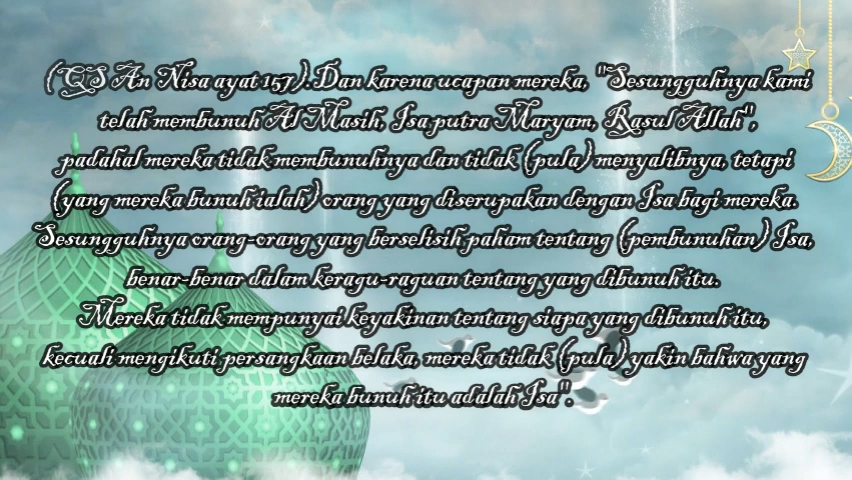 (QS An Nisa ayat 157). Dan karena ucapan mereka, "Sesungguhnya kami
telah membunuh Al Masih, Isa putra Maryam, Rasul Allah",
padahal mereka tidak membunuhnya dan tidak (pula) menyalibnya, tetapi
(yang mereka bunuh ialah) orang yang diserupakan dengan Isa bagi mereka.
Sesungguhnya orang-orang yang berselisih paham tentang (pembunuhan) Isa,
benar-benar dalam keragu-raguan tentang yang dibunuh itu.
Mereka tidak mempunyai keyakinan tentang siapa yang dibunuh itu,
kecuali mengikuti persangkaan belaka, mereka tidak (pula) yakin bahwa yang
mereka bunuh itu adalah Isa".